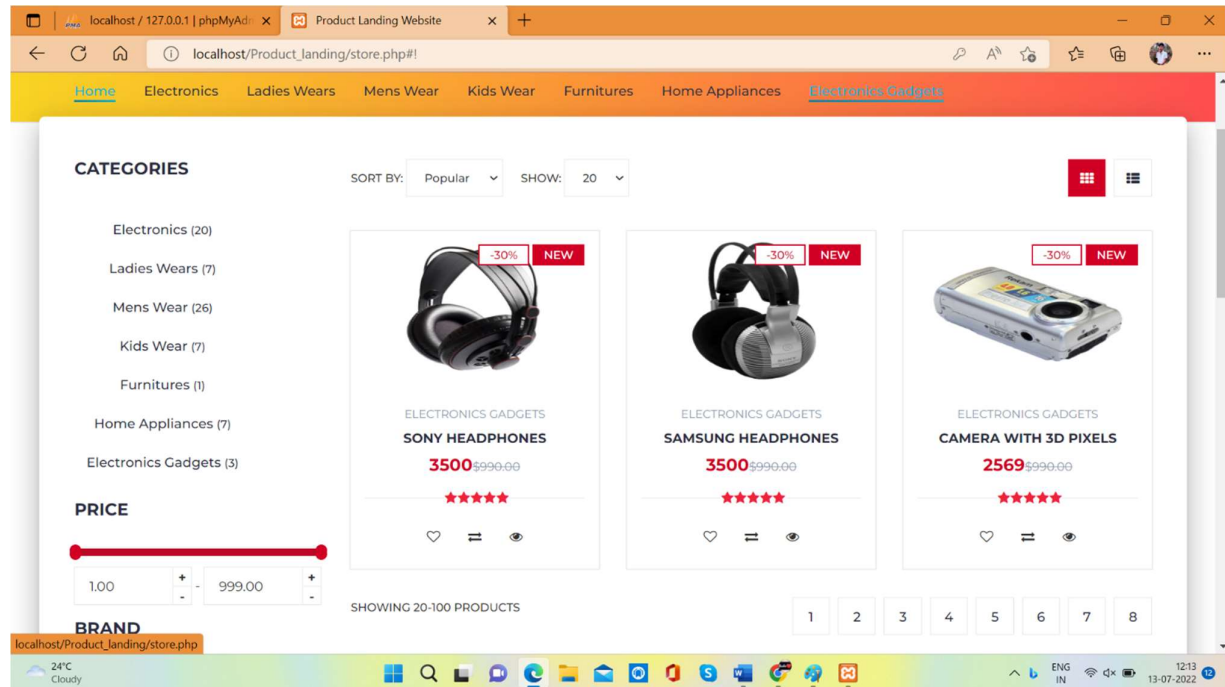 localhost / 127.0.0.1 | phpMyAdm
Product Landing Website
localhost/Product_landing/store.php#!
Home Electronics Ladies Wears Mens Wear Kids Wear Furnitures Home Appliances Electronics Gadgets
CATEGORIES
Electronics (20)
Ladies Wears (7)
Mens Wear (26)
Kids Wear (7)
Furnitures (1)
Home Appliances (7)
Electronics Gadgets (3)
PRICE
1.00 + - - 999.00 + -
BRAND
SORT BY: Popular SHOW: 20
-30% NEW
ELECTRONICS GADGETS
SONY HEADPHONES
3500 $990.00
-30% NEW
ELECTRONICS GADGETS
SAMSUNG HEADPHONES
3500 $990.00
-30% NEW
ELECTRONICS GADGETS
CAMERA WITH 3D PIXELS
2569 $990.00
SHOWING 20-100 PRODUCTS
1 2 3 4 5 6 7 8
localhost/Product_landing/store.php
24°C
Cloudy
ENG
IN
12:13
13-07-2022
12